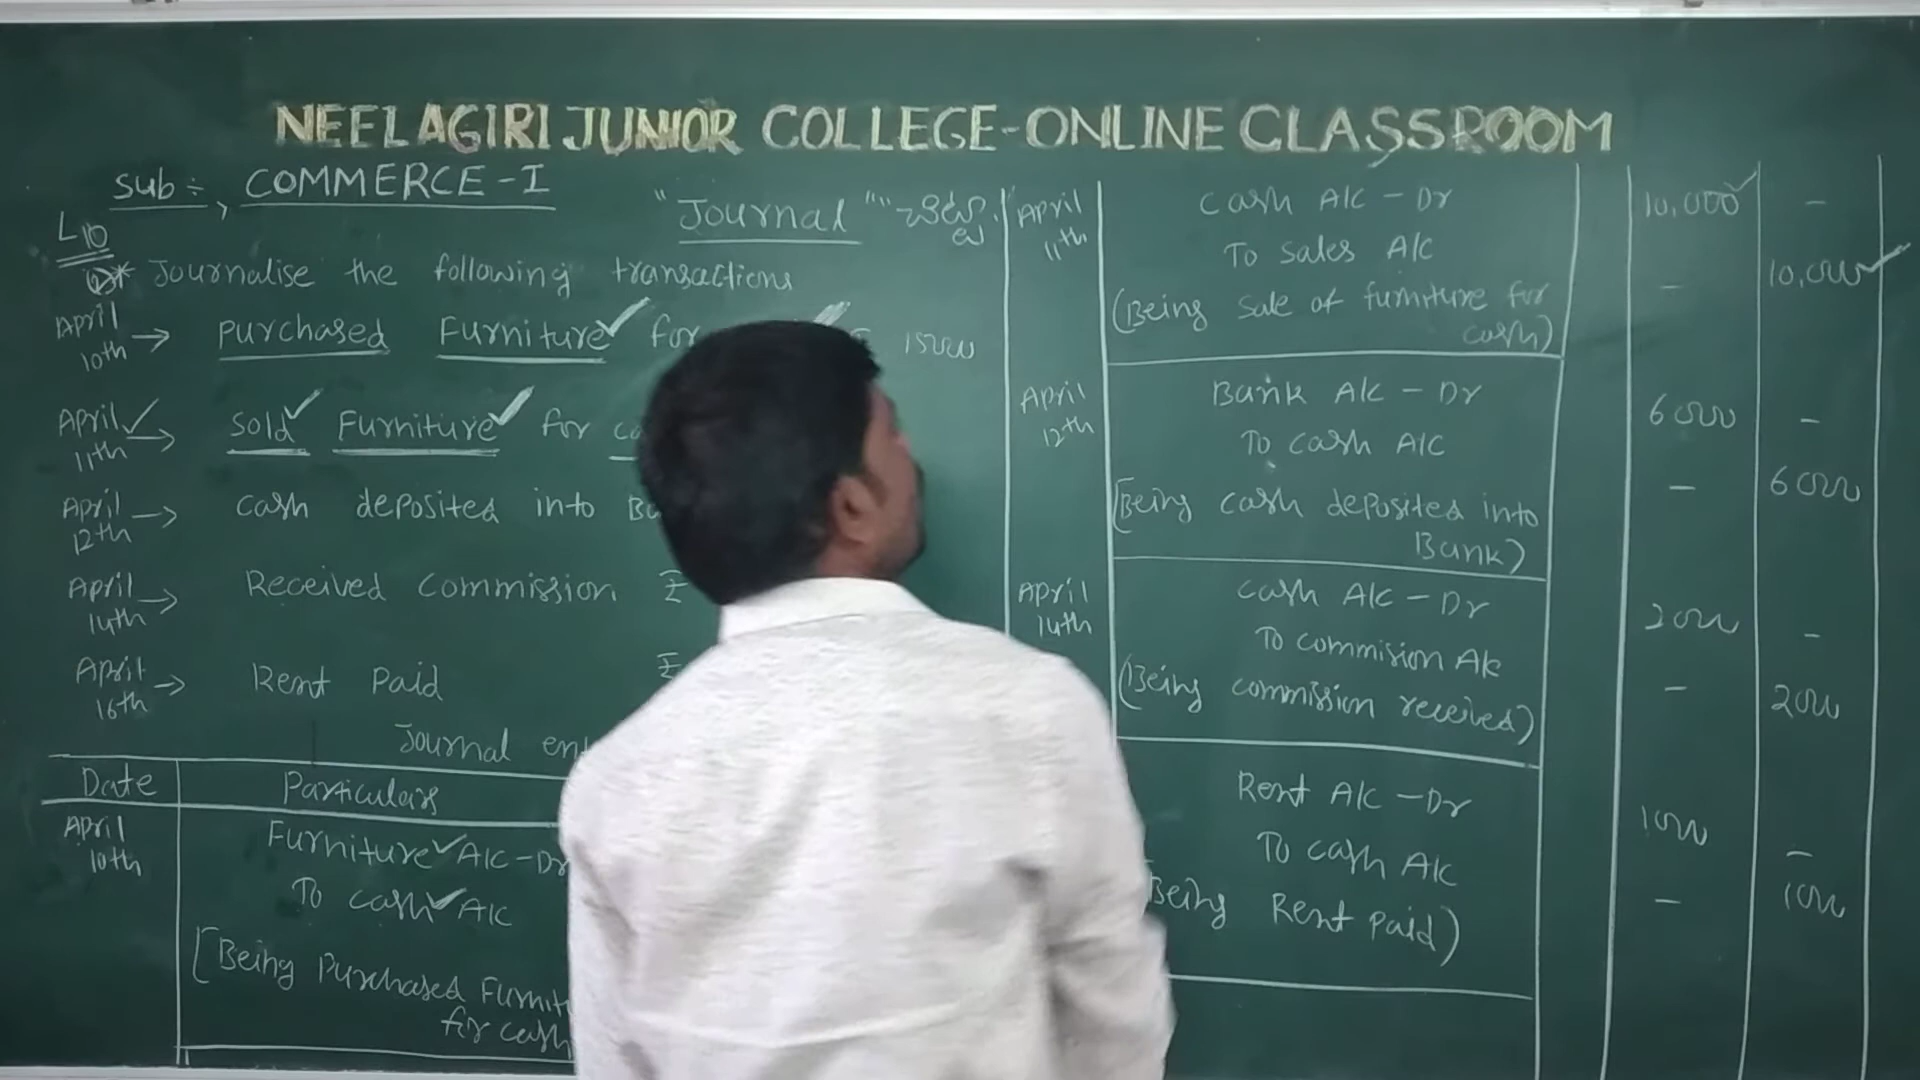 NEELAGIRI JUNIOR COLLEGE-ONLINE CLASSROOM
Sub :- COMMERCE-I
"Journal"
L10
Journalise the following transactions
April 10th → Purchased Furniture for 15000
April 11th → Sold Furniture for
April 12th → Cash deposited into
April 14th → Received Commission ₹
April 16th → Rent Paid ₹
Journal
Date Particulars
April 10th Furniture A/c-Dr
To cash A/c
[Being Purchased
for cash
April 11th Cash A/c - Dr 10,000 -
To Sales A/c - 10,000
(Being Sale of furniture for
cash)
April 12th Bank A/c - Dr 6000 -
To cash A/c - 6000
[Being cash deposited into
Bank)
April 14th Cash A/c - Dr 2000 -
To commision A/c
(Being commission received) - 2000
Rent A/c - Dr 1000 -
To cash A/c
Being Rent paid) - 1000